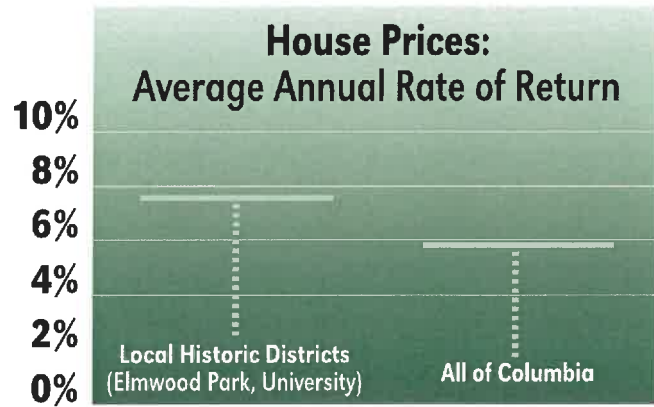 House Prices:
Average Annual Rate of Return
10%
8%
6%
4%
2%
0%
Local Historic Districts
(Elmwood Park, University)
All of Columbia